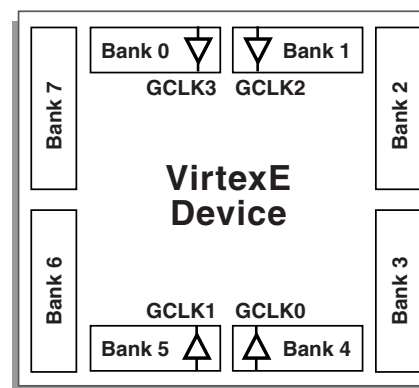 Bank 0
Bank 1
GCLK3
GCLK2
Bank 7
Bank 2
VirtexE
Device
Bank 6
Bank 3
GCLK1
GCLK0
Bank 5
Bank 4